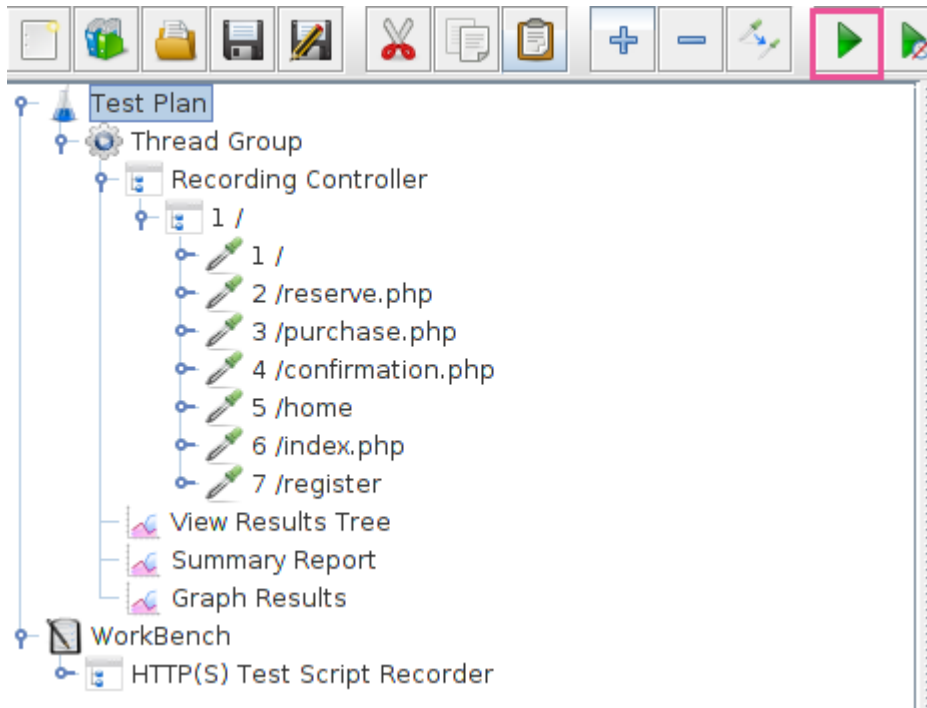 Test Plan
Thread Group
Recording Controller
1 /
1 /
2 /reserve.php
3 /purchase.php
4 /confirmation.php
5 /home
6 /index.php
7 /register
View Results Tree
Summary Report
Graph Results
WorkBench
HTTP(S) Test Script Recorder